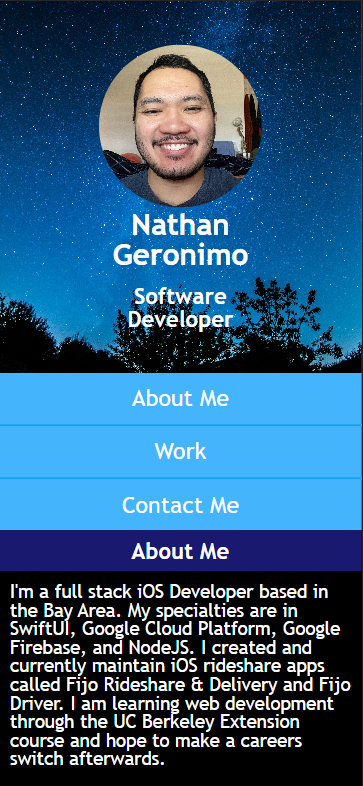 Nathan
Geronimo
Software
Developer
About Me
Work
Contact Me
About Me
I'm a full stack iOS Developer based in
the Bay Area. My specialties are in
SwiftUI, Google Cloud Platform, Google
Firebase, and NodeJS. I created and
currently maintain iOS rideshare apps
called Fijo Rideshare & Delivery and Fijo
Driver. I am learning web development
through the UC Berkeley Extension
course and hope to make a careers
switch afterwards.